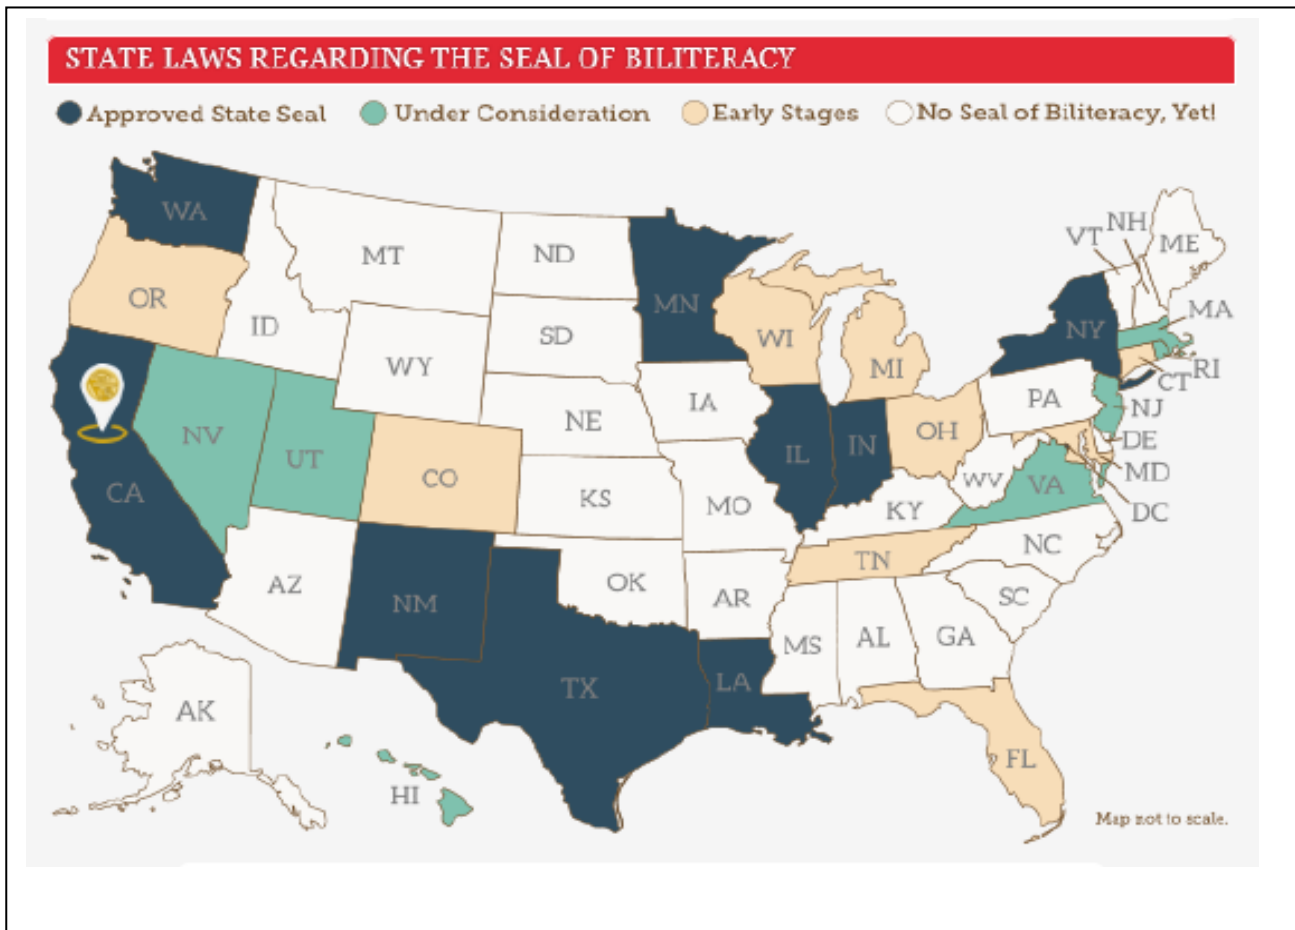 STATE LAWS REGARDING THE SEAL OF BILITERACY
Approved State Seal Under Consideration Early Stages No Seal of Biliteracy, Yet!
WA
MT
ND
MN
VT
NH
ME
OR
ID
SD
WI
NY
MA
WY
MI
CT
RI
IA
PA
NJ
NV
UT
CO
NE
IL
IN
OH
DE
MD
DC
CA
KS
MO
WV
VA
KY
NC
AZ
NM
OK
AR
TN
SC
MS
AL
GA
TX
LA
AK
HI
FL
Map not to scale.